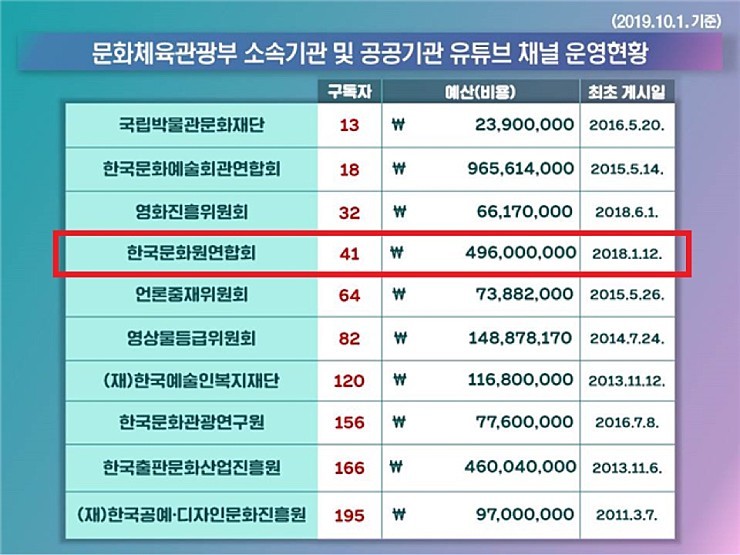 (2019.10.1.기준)
문화체육관광부 소속기관 및 공공기관 유튜브 채널 운영현황
구독자 예산(비용) 최초 게시일
국립박물관문화재단 13 ₩ 23,900,000 2016.5.20.
한국문화예술회관연합회 18 ₩ 965,614,000 2015.5.14.
영화진흥위원회 32 ₩ 66,170,000 2018.6.1.
한국문화원연합회 41 ₩ 496,000,000 2018.1.12.
언론중재위원회 64 ₩ 73,882,000 2015.5.26.
영상물등급위원회 82 ₩ 148,878,170 2014.7.24.
(재)한국예술인복지재단 120 ₩ 116,800,000 2013.11.12.
한국문화관광연구원 156 ₩ 77,600,000 2016.7.8.
한국출판문화산업진흥원 166 ₩ 460,040,000 2013.11.6.
(재)한국공예·디자인문화진흥원 195 ₩ 97,000,000 2011.3.7.